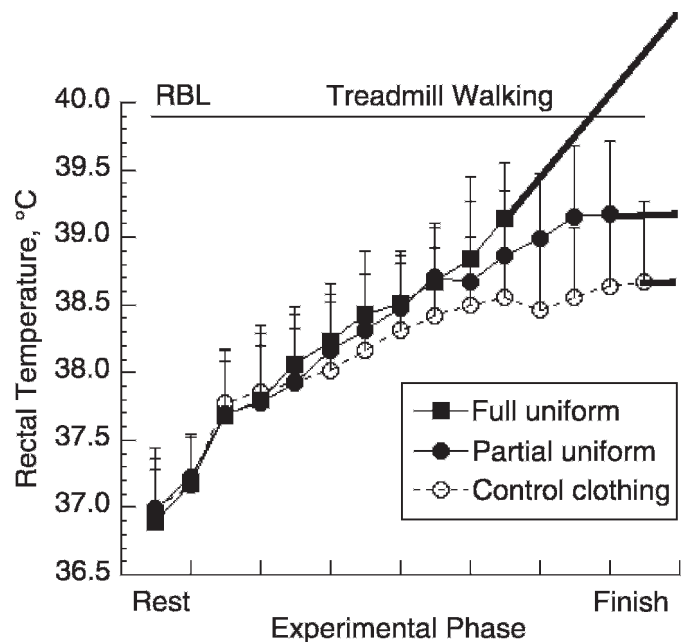 RBL Treadmill Walking
40.0
39.5
39.0
38.5
38.0
37.5
37.0
36.5
Rectal Temperature, °C
Full uniform
Partial uniform
Control clothing
Rest Finish
Experimental Phase